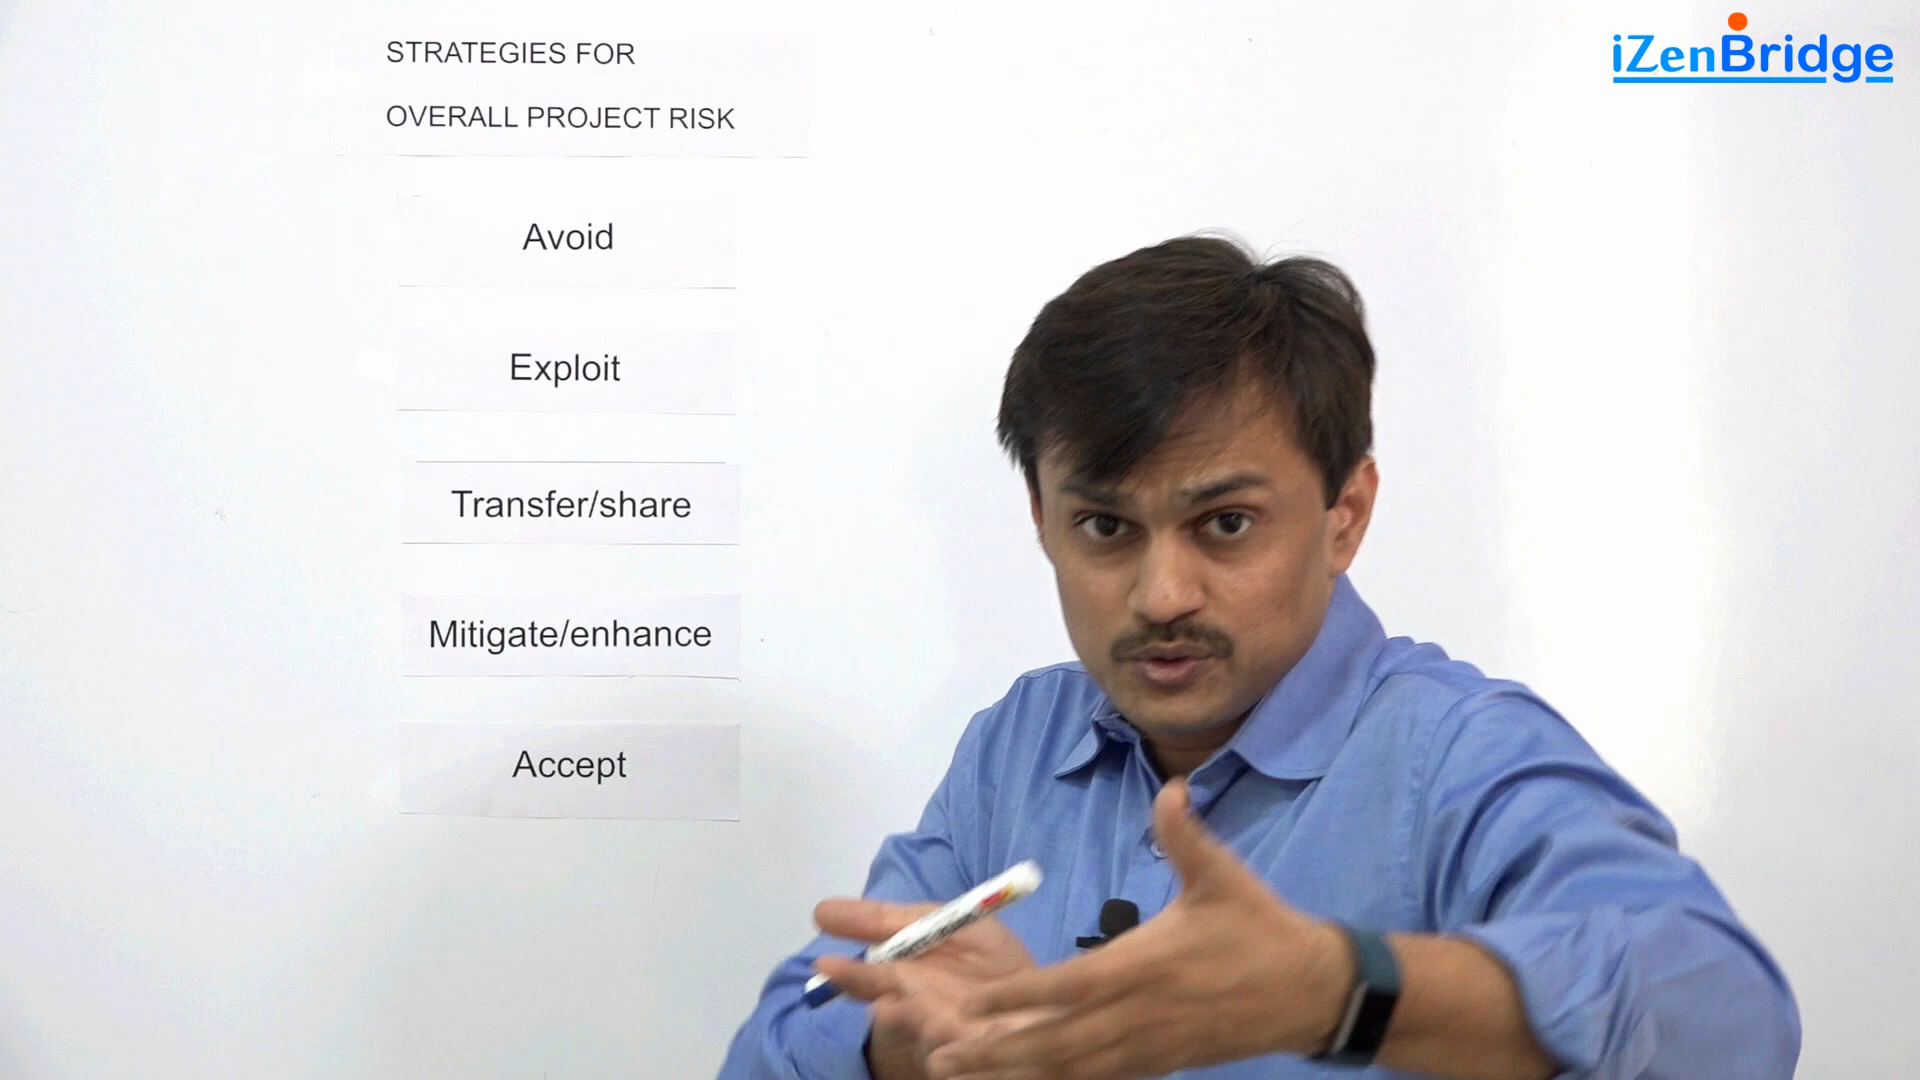 STRATEGIES FOR
OVERALL PROJECT RISK
Avoid
Exploit
Transfer/share
Mitigate/enhance
Accept
iZenBridge